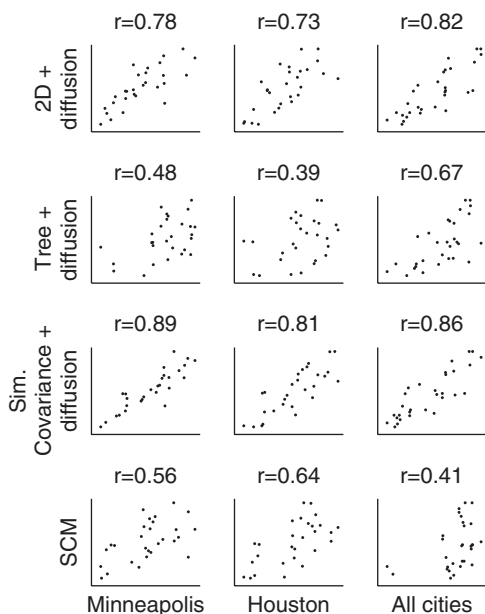 r=0.78 r=0.73 r=0.82
2D +
diffusion
r=0.48 r=0.39 r=0.67
Tree +
diffusion
r=0.89 r=0.81 r=0.86
Sim.
Covariance +
diffusion
r=0.56 r=0.64 r=0.41
SCM
Minneapolis Houston All cities